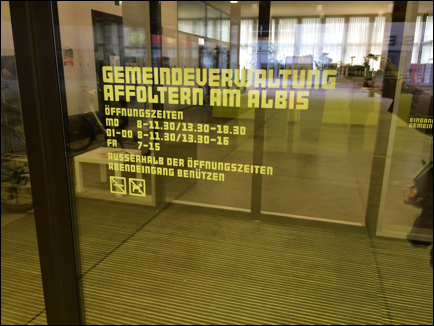 GEMEINDEVERWALTUNG
AFFOLTERN AM ALBIS
ÖFFNUNGSZEITEN
MO 8-11.30/13.30-18.30
DI-DO 8-11.30/13.30-16
FR 7-15
AUSSERHALB DER ÖFFNUNGSZEITEN
ABENDEINGANG BENÜTZEN